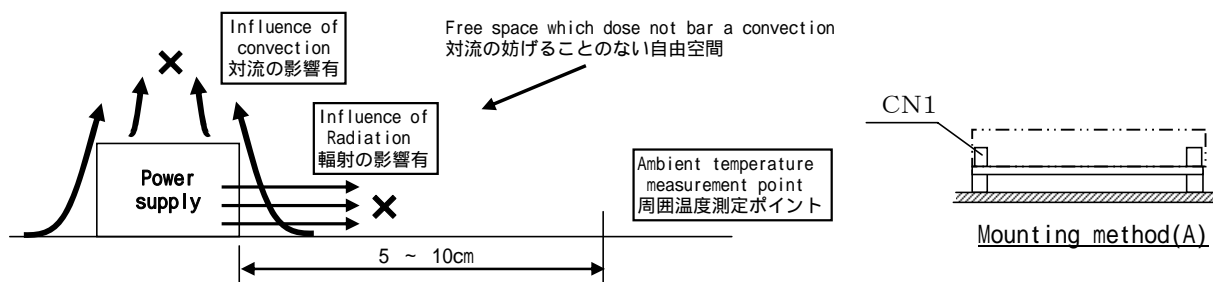 Influence of
convection
対流の影響有
Free space which dose not bar a convection
対流の妨げることのない自由空間
Influence of
Radiation
輻射の影響有
Power
supply
Ambient temperature
measurement point
周囲温度測定ポイント
5 ~ 10cm
CN1
Mounting method(A)